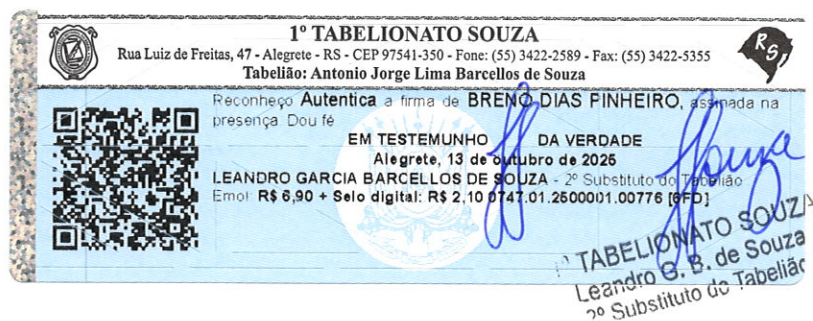 1º TABELIONATO SOUZA
Rua Luiz de Freitas, 47 - Alegrete - RS - CEP 97541-350 - Fone: (55) 3422-2589 - Fax: (55) 3422-5355
Tabelião: Antonio Jorge Lima Barcellos de Souza
RS
Reconheço Autentica a firma de BRENO DIAS PINHEIRO, assinada na
presença Dou fé
EM TESTEMUNHO DA VERDADE
Alegrete, 13 de outubro de 2025
LEANDRO GARCIA BARCELLOS DE SOUZA - 2º Substituto do Tabelião
Emol: R$ 6,90 + Selo digital: R$ 2,10 0747.01.2500001.00776 [6FD]
Souza
1º TABELIONATO SOUZA
Leandro G. B. de Souza
2º Substituto do Tabelião